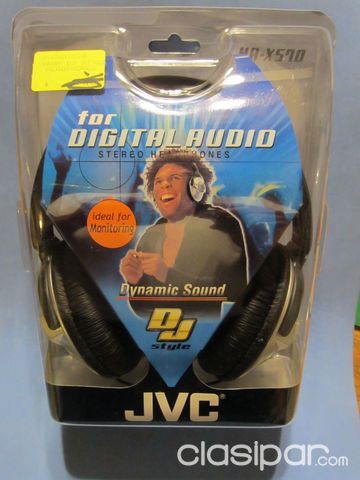 HA-X570
for
DIGITAL AUDIO
STEREO HEADPHONES
ideal for
Monitoring
Dynamic Sound
DJ
style
JVC®
clasipar.com®